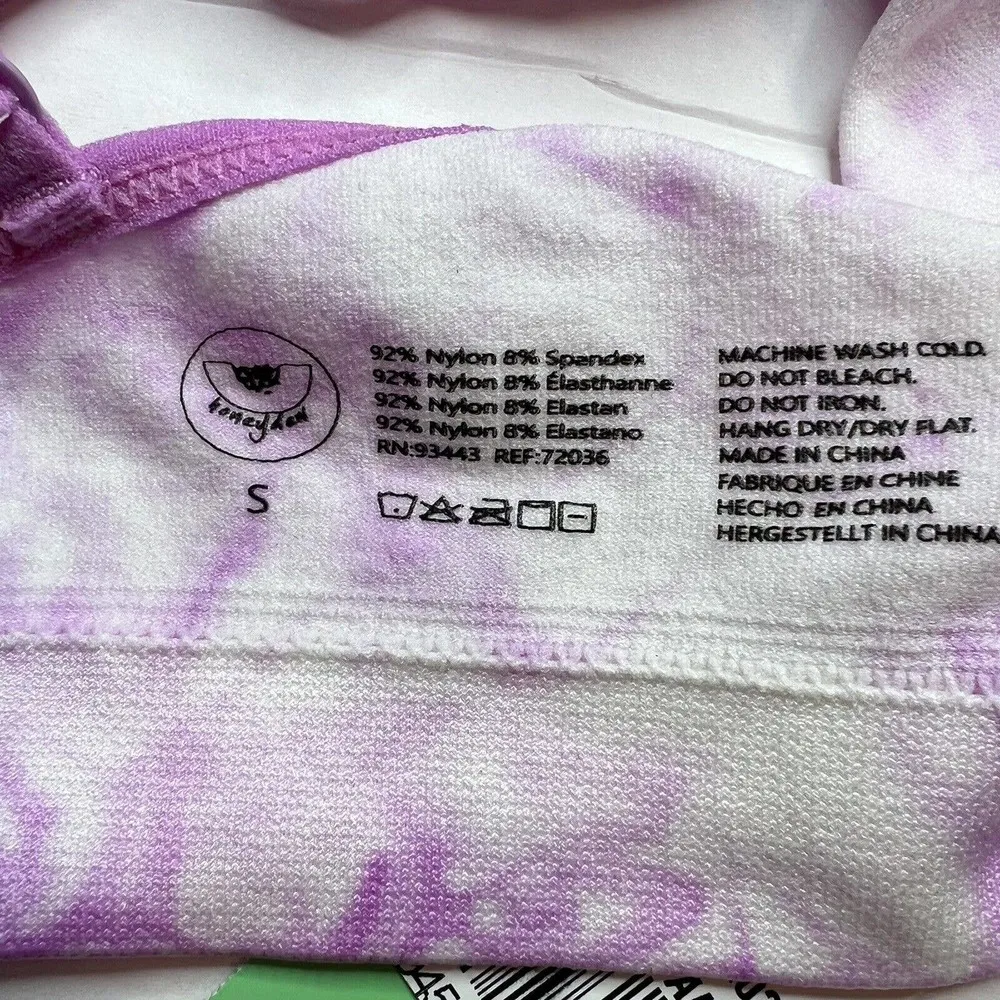 honeydew
S
92% Nylon 8% Spandex
92% Nylon 8% Élasthanne
92% Nylon 8% Elastan
92% Nylon 8% Elastano
RN:93443 REF:72036
MACHINE WASH COLD.
DO NOT BLEACH.
DO NOT IRON.
HANG DRY/DRY FLAT.
MADE IN CHINA
FABRIQUE EN CHINE
HECHO EN CHINA
HERGESTELLT IN CHINA